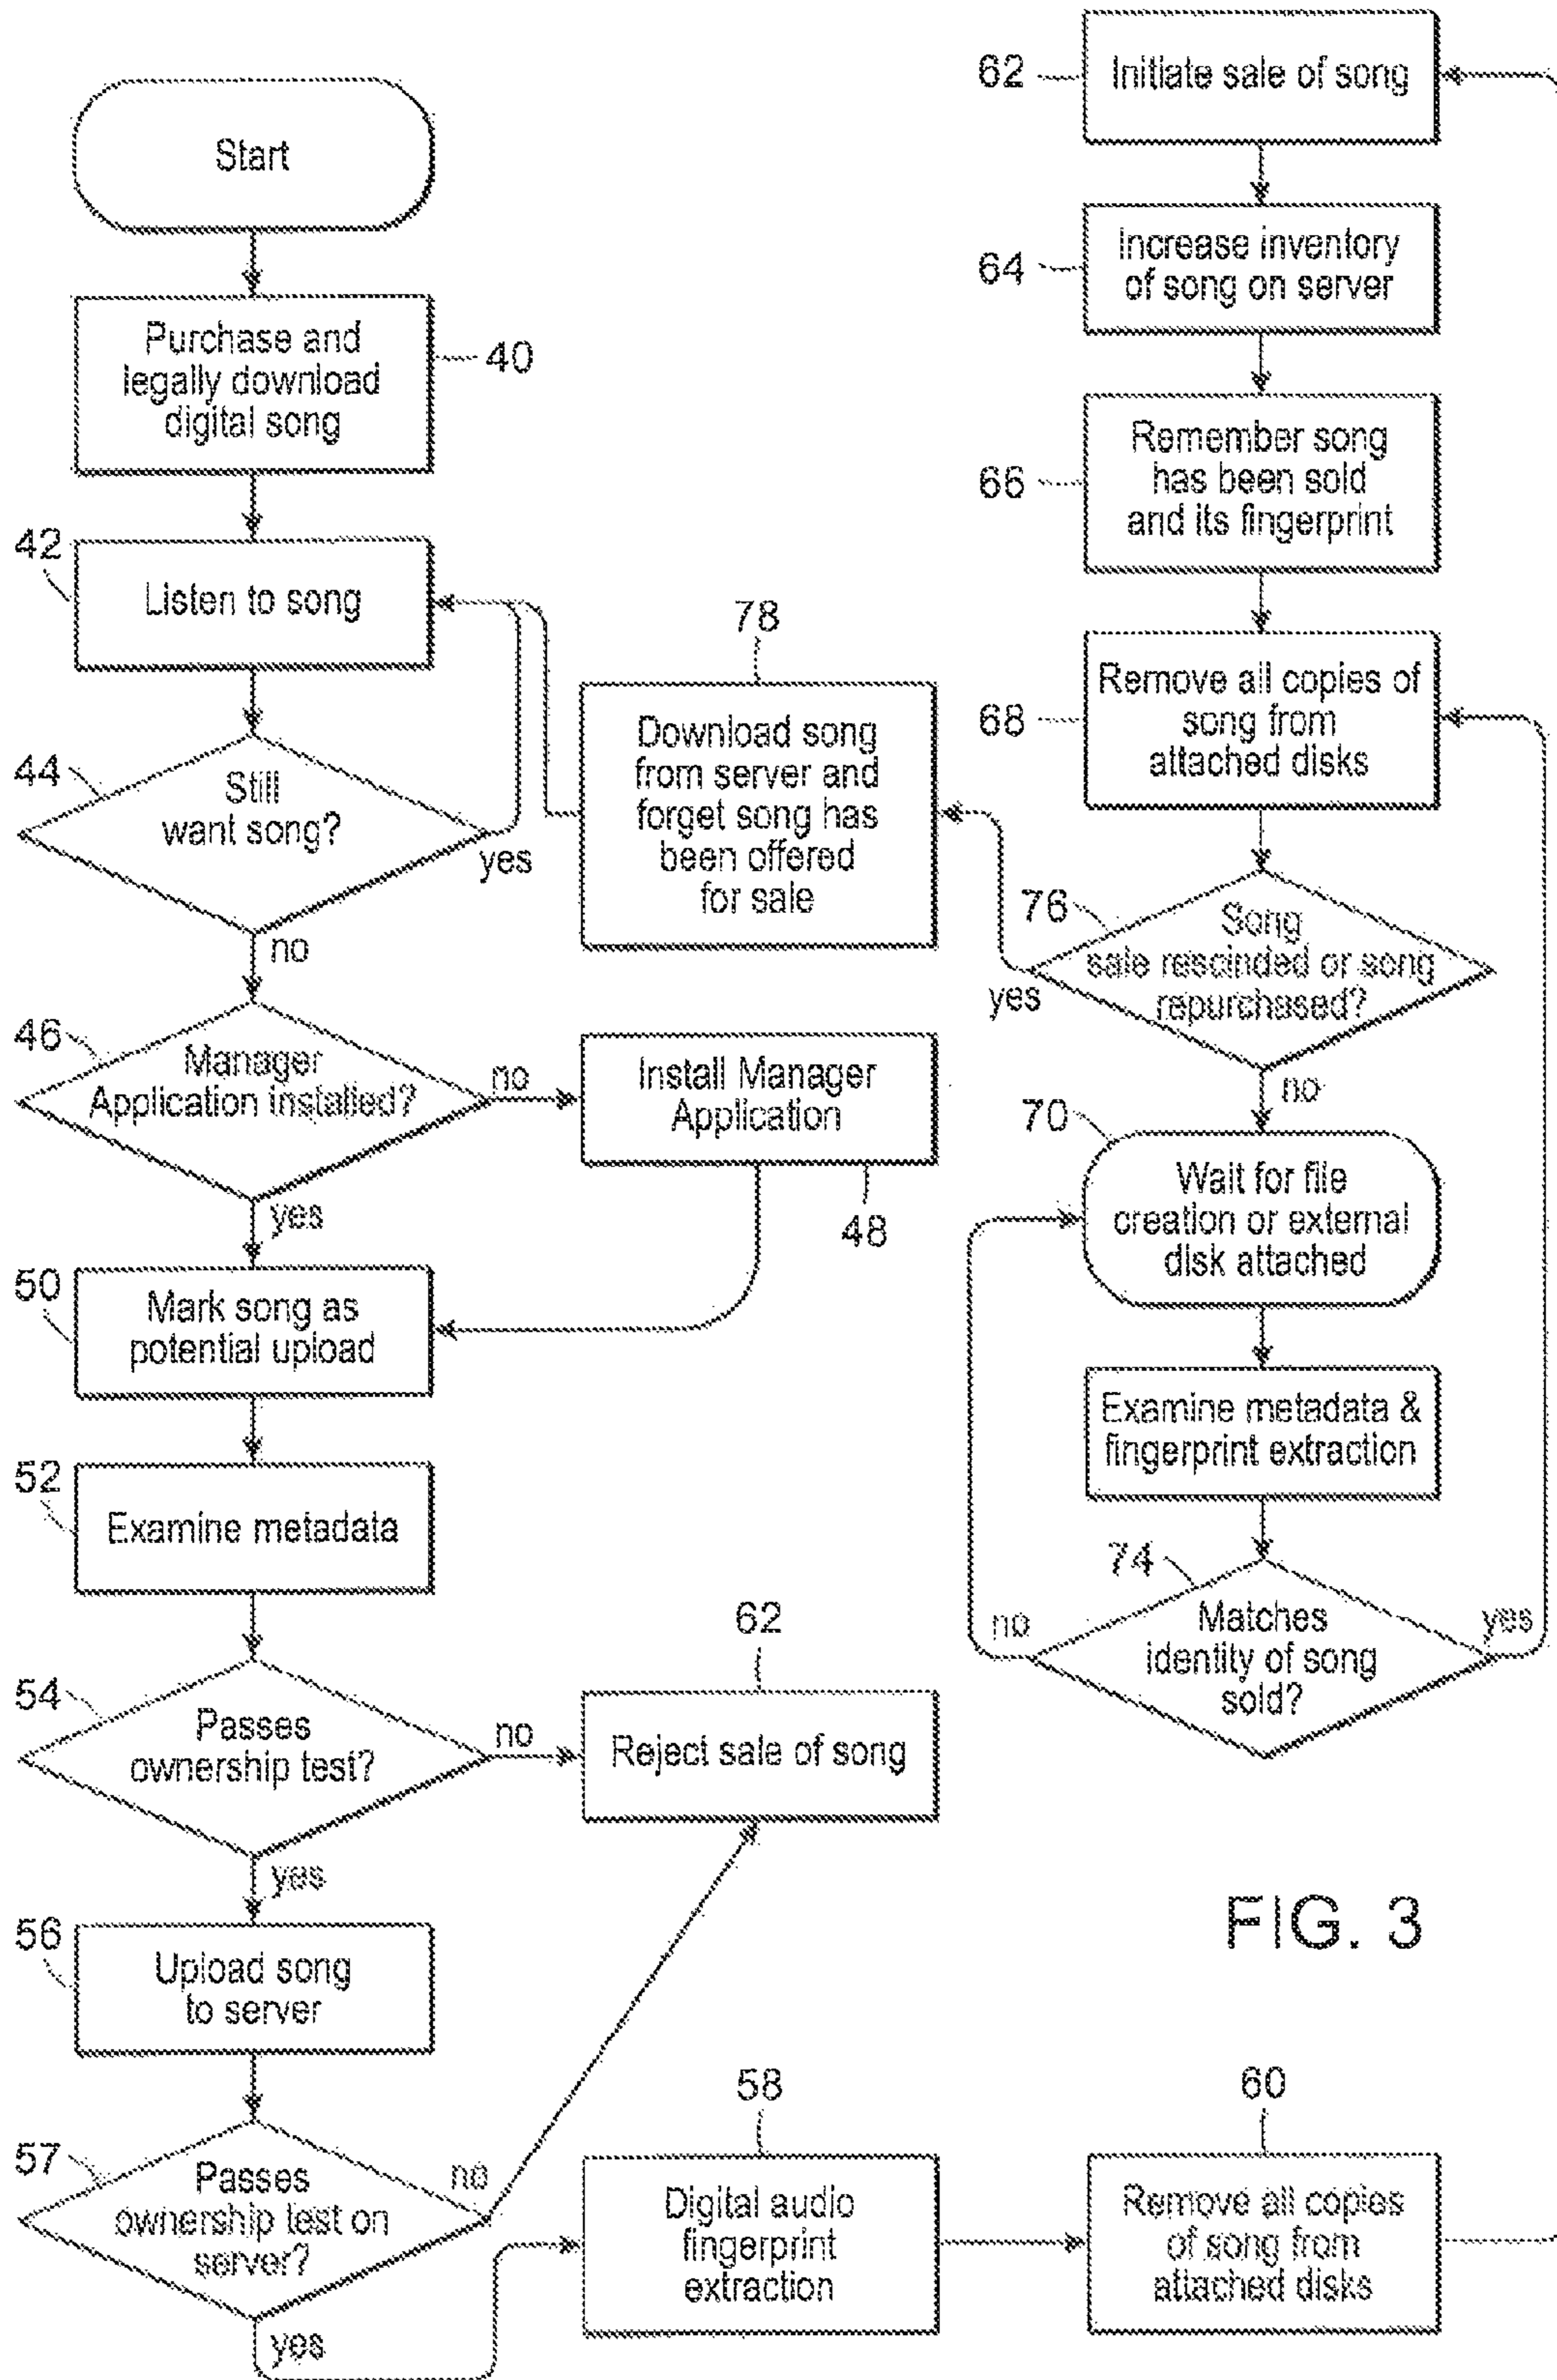 Start
Purchase and
legally download
digital song
40
42
Listen to song
44
Still
want song?
yes
no
46
Manager
Application installed?
no
yes
Install Manager
Application
48
50
Mark song as
potential upload
52
Examine metadata
54
Passes
ownership test?
no
yes
62
Reject sale of song
56
Upload song
to server
57
Passes
ownership test on
server?
no
yes
58
Digital audio
fingerprint
extraction
60
Remove all copies
of song from
attached disks
62
Initiate sale of song
64
Increase inventory
of song on server
66
Remember song
has been sold
and its fingerprint
68
Remove all copies of
song from
attached disks
76
Song
sale rescinded or song
repurchased?
yes
no
78
Download song
from server and
forget song has
been offered
for sale
70
Wait for file
creation or external
disk attached
Examine metadata &
fingerprint extraction
74
Matches
identity of song
sold?
no
yes
FIG. 3